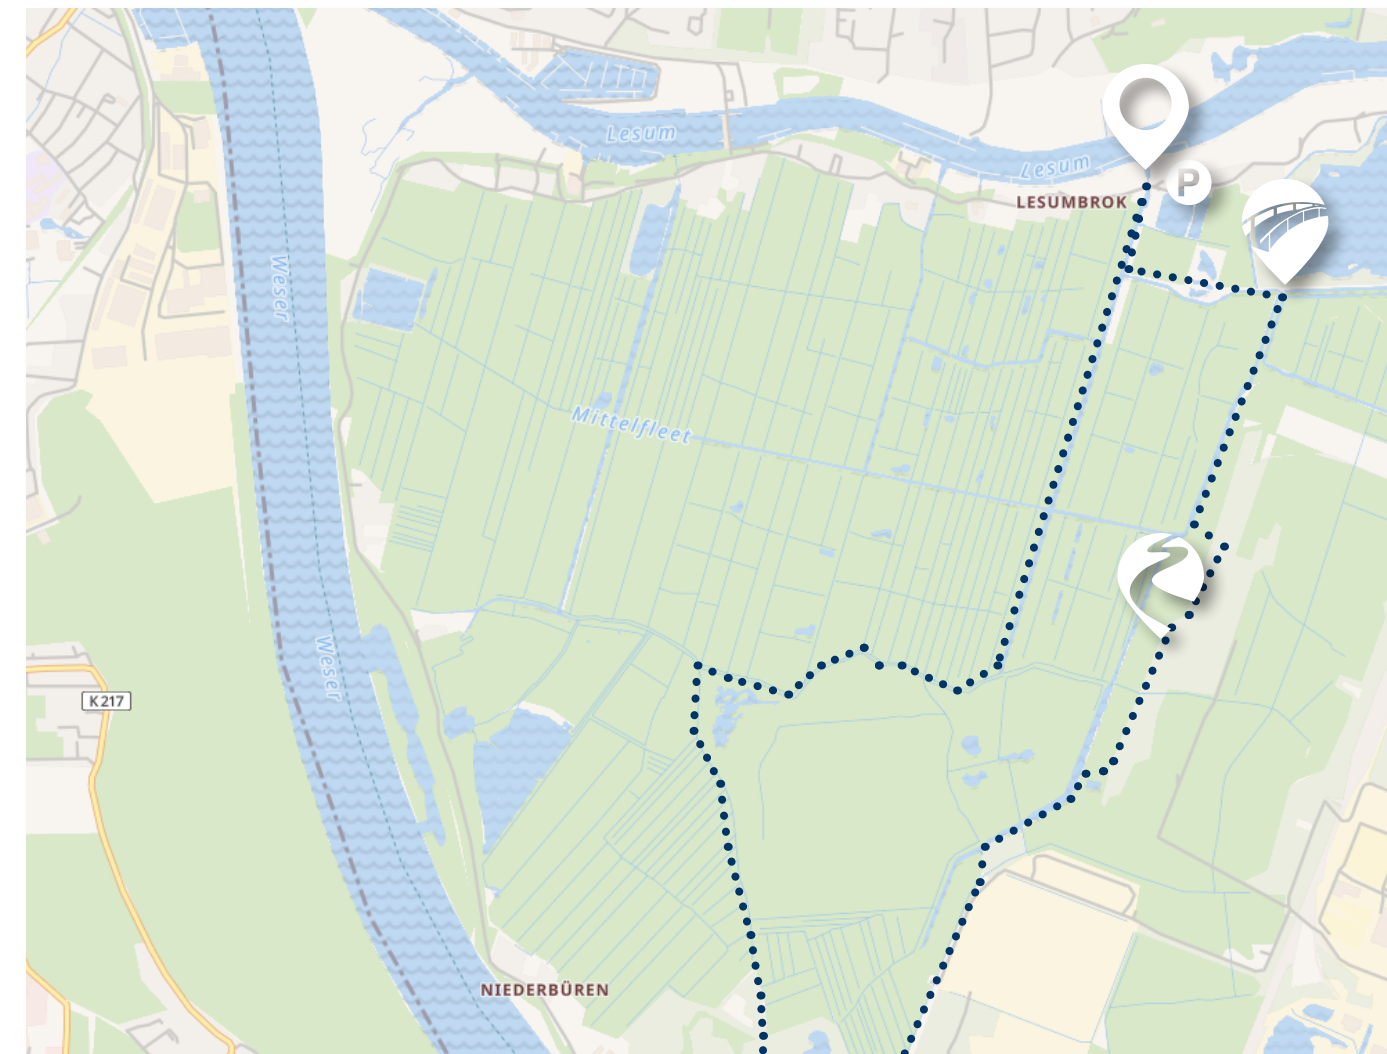 Lesum
Lesum
P
LESUMBROK
Weser
Mittelfleet
Weser
K217
NIEDERBÜREN